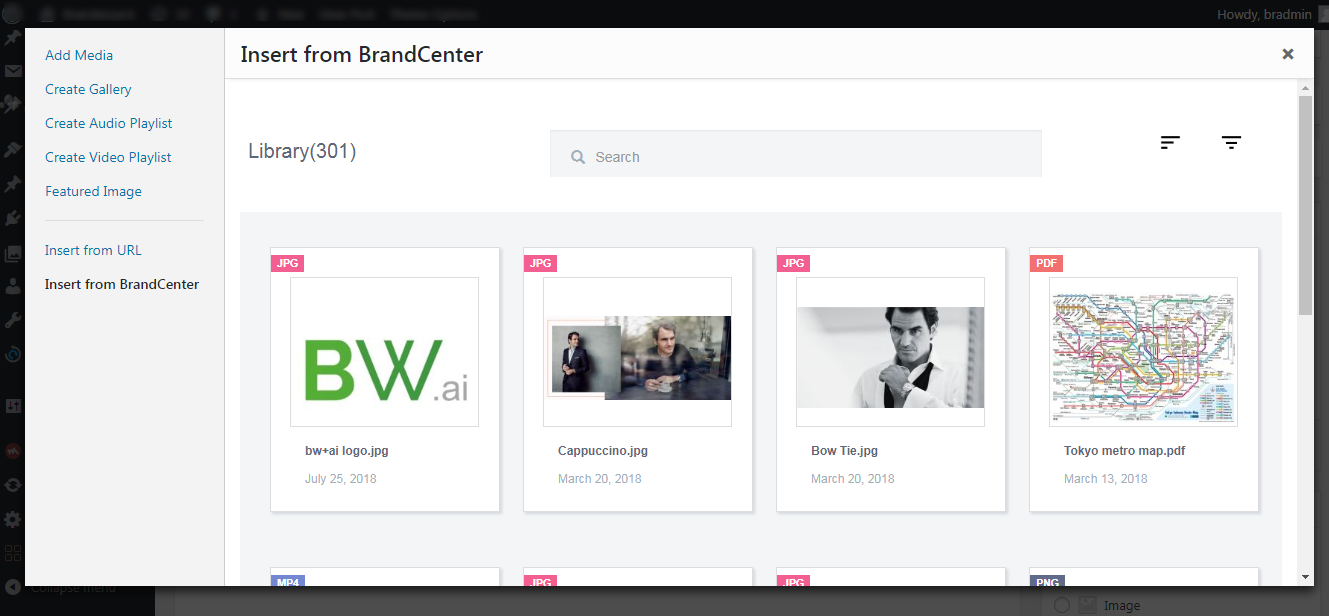 Howdy, bradmin
Add Media
Create Gallery
Create Audio Playlist
Create Video Playlist
Featured Image
Insert from URL
Insert from BrandCenter
Insert from BrandCenter
Library(301)
Search
JPG
BW.ai
bw+ai logo.jpg
July 25, 2018
JPG
Cappuccino.jpg
March 20, 2018
JPG
Bow Tie.jpg
March 20, 2018
PDF
Tokyo metro map.pdf
March 13, 2018
MP4
JPG
JPG
PNG
Collapse menu
Image